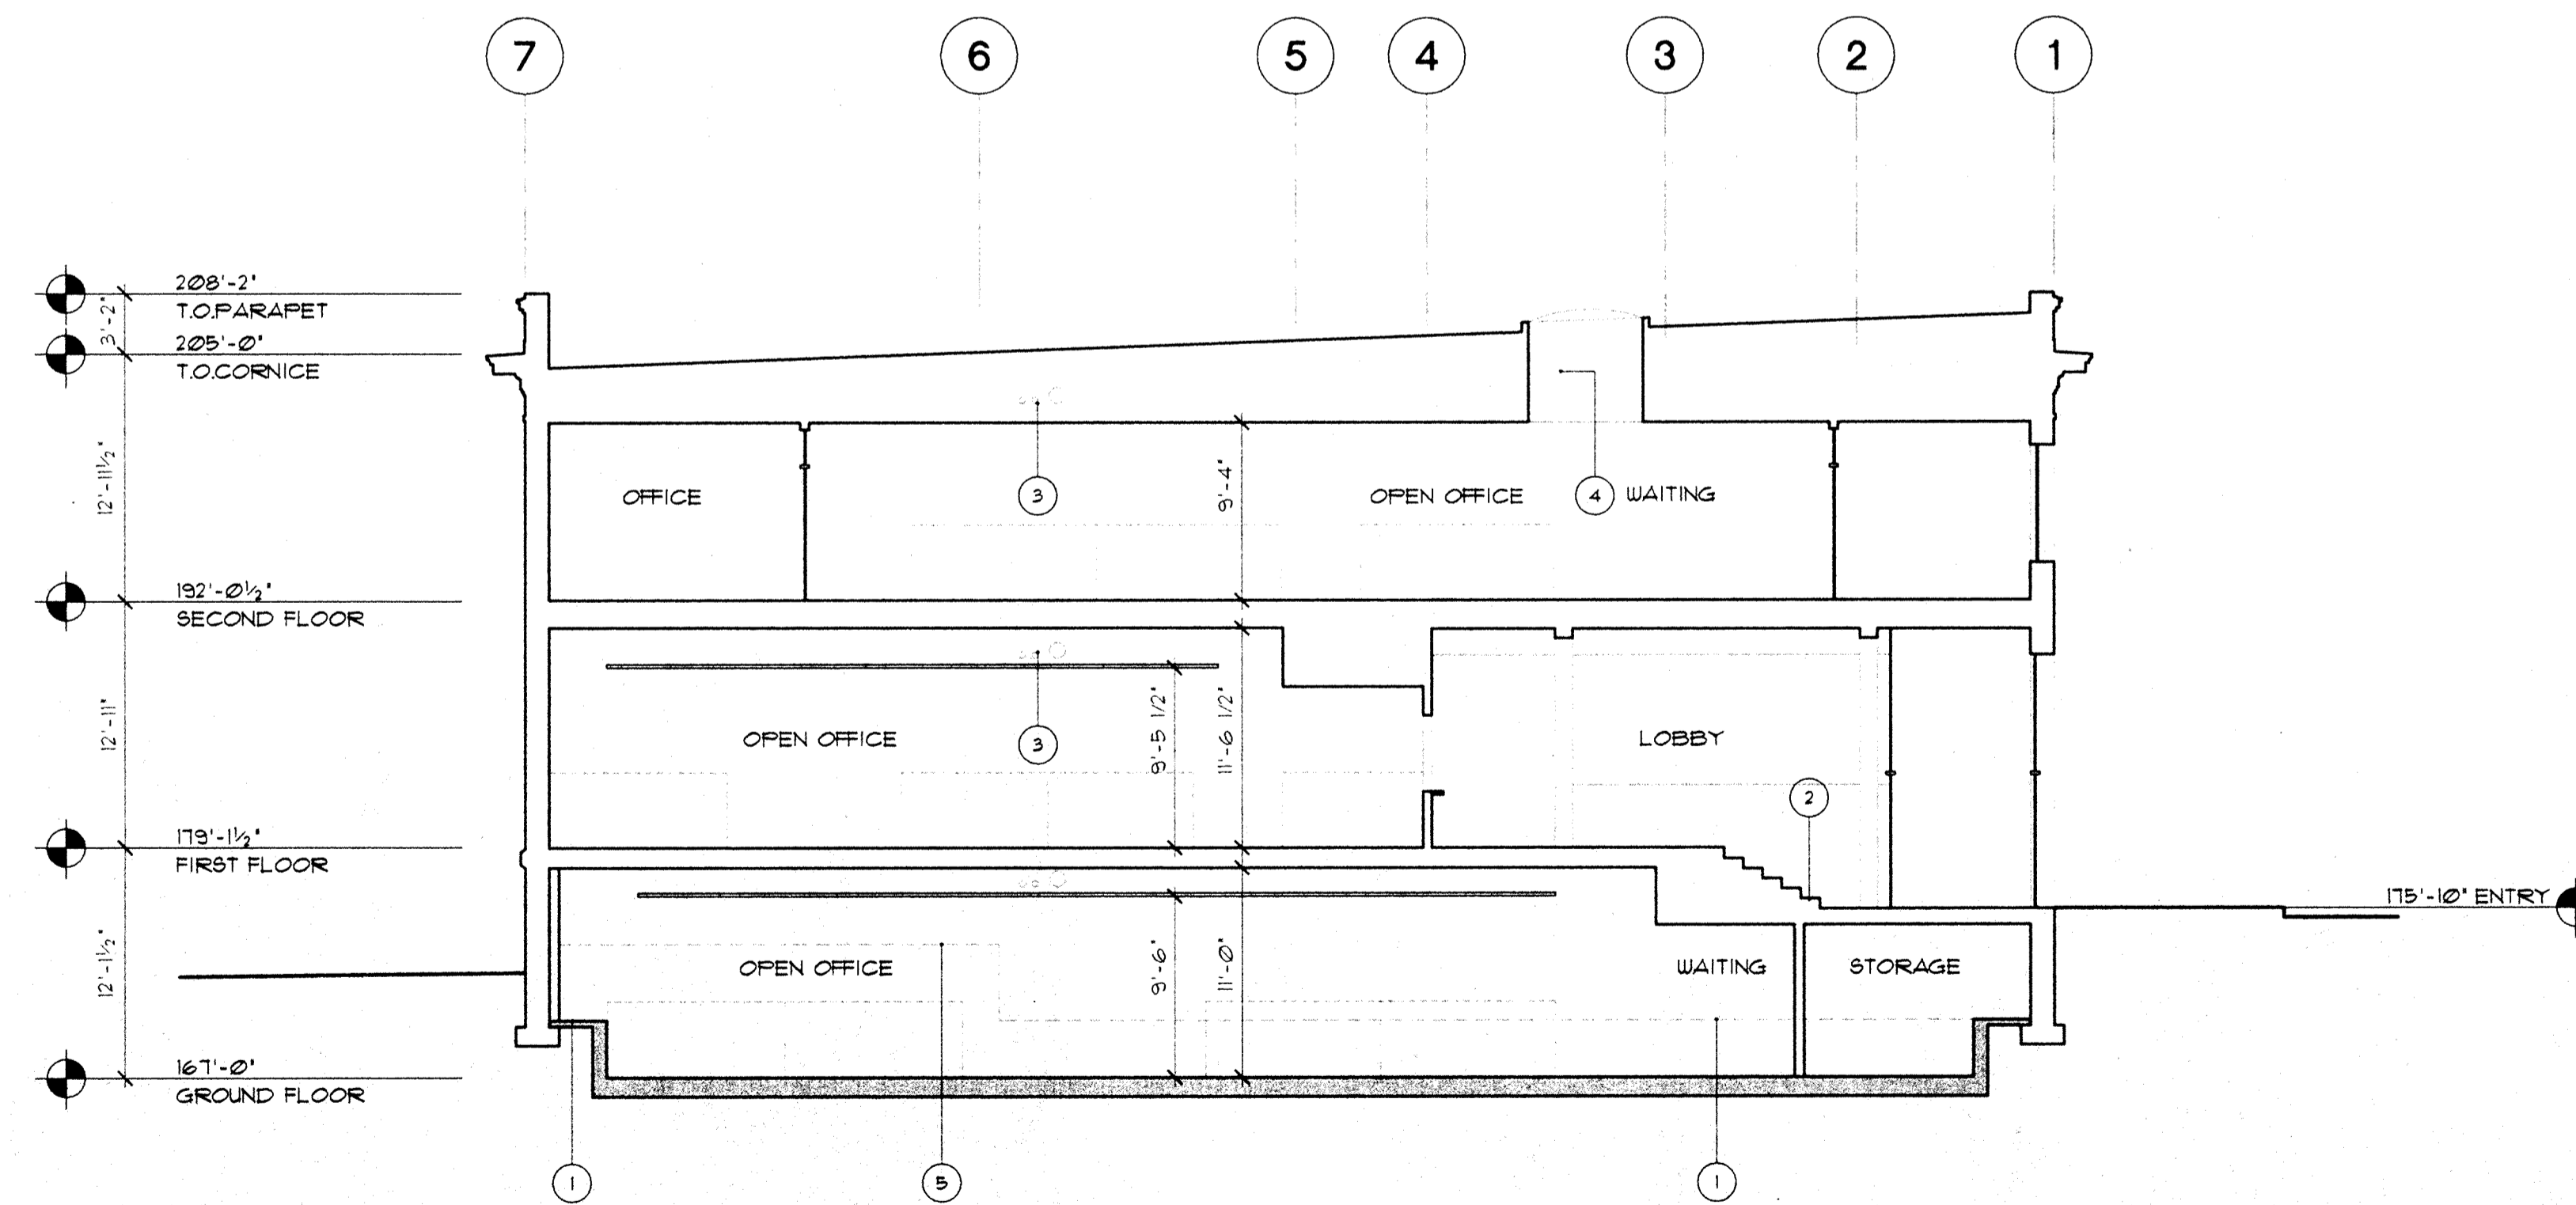 7 6 5 4 3 2 1
208'-2"
T.O.PARAPET
3'-2"
205'-0"
T.O.CORNICE
12'-11½"
OFFICE
3
9'-4"
OPEN OFFICE
4
WAITING
192'-0½"
SECOND FLOOR
12'-11"
OPEN OFFICE
3
9'-5 1/2"
11'-6 1/2"
LOBBY
2
179'-1½"
FIRST FLOOR
175'-10" ENTRY
12'-1½"
OPEN OFFICE
9'-6"
11'-0"
WAITING
STORAGE
167'-0"
GROUND FLOOR
1
5
1